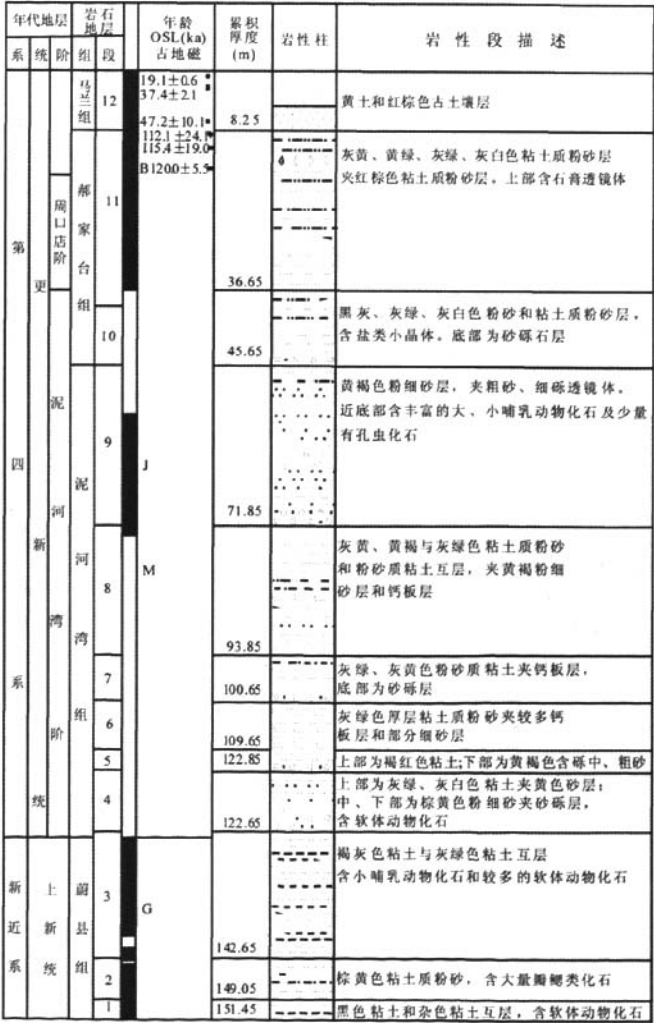 年代地层
岩石地层
年龄
OSL(ka)
占地磁
累积
厚度
(m)
岩性柱
岩性段描述
系 统 阶 组 段
第四系
更新统
周口店阶
泥河湾阶
马兰组
郝家台组
泥河湾组
新近系
上新统
蔚县组
12
19.1±0.6
37.4±2.1
47.2±10.1
8.25
黄土和红棕色占土壤层
112.1±24.1
115.4±19.0
B1200±5.5
11
36.65
灰黄、黄绿、灰绿、灰白色粘土质粉砂层
夹红棕色粘土质粉砂层，上部含石膏透镜体
10
45.65
黑灰、灰绿、灰白色粉砂和粘土质粉砂层，
含盐类小晶体。底部为砂砾石层
9
J
71.85
黄褐色粉细砂层，夹粗砂、细砾透镜体。
近底部含丰富的大、小哺乳动物化石及少量
有孔虫化石
8
M
93.85
灰黄、黄褐与灰绿色粘土质粉砂
和粉砂质粘土互层，夹黄褐粉细
砂层和钙板层
7
100.65
灰绿、灰黄色粉砂质粘土夹钙板层，
底部为砂砾层
6
109.65
灰绿色厚层粘土质粉砂夹较多钙
板层和部分细砂层
5
122.85
上部为褐红色粘土;下部为黄褐色含砾中、粗砂
4
122.65
上部为灰绿、灰白色粘土夹黄色砂层;
中、下部为棕黄色粉细砂夹砂砾层，
含软体动物化石
3
G
142.65
褐灰色粘土与灰绿色粘土互层
含小哺乳动物化石和较多的软体动物化石
2
149.05
棕黄色粘土质粉砂，含大量瓣鳃类化石
1
151.45
黑色粘土和杂色粘土互层，含软体动物化石